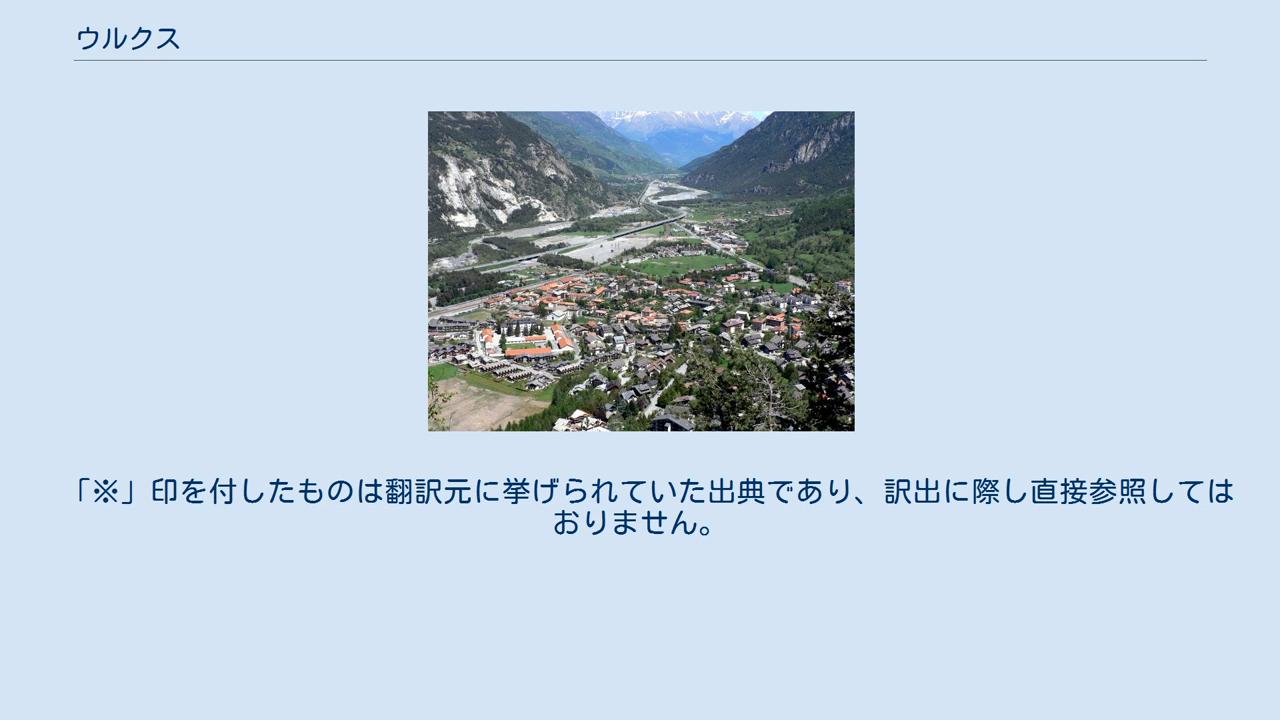 ウルクス
「※」印を付したものは翻訳元に挙げられていた出典であり、訳出に際し直接参照しては
おりません。